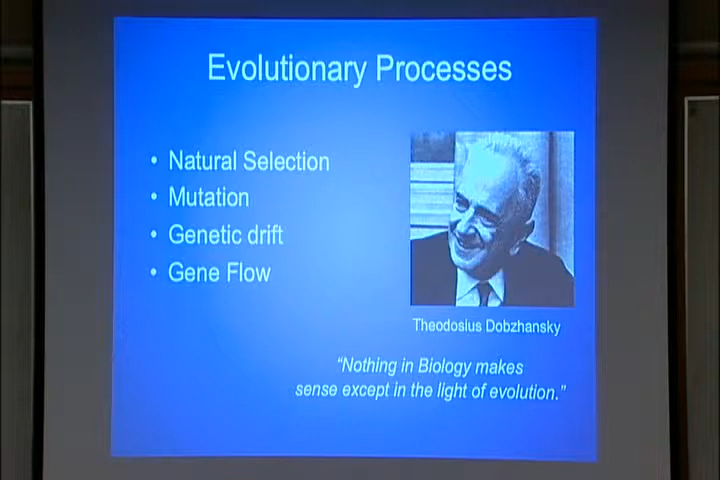 Evolutionary Processes
• Natural Selection
• Mutation
• Genetic drift
• Gene Flow
Theodosius Dobzhansky
“Nothing in Biology makes
sense except in the light of evolution.”